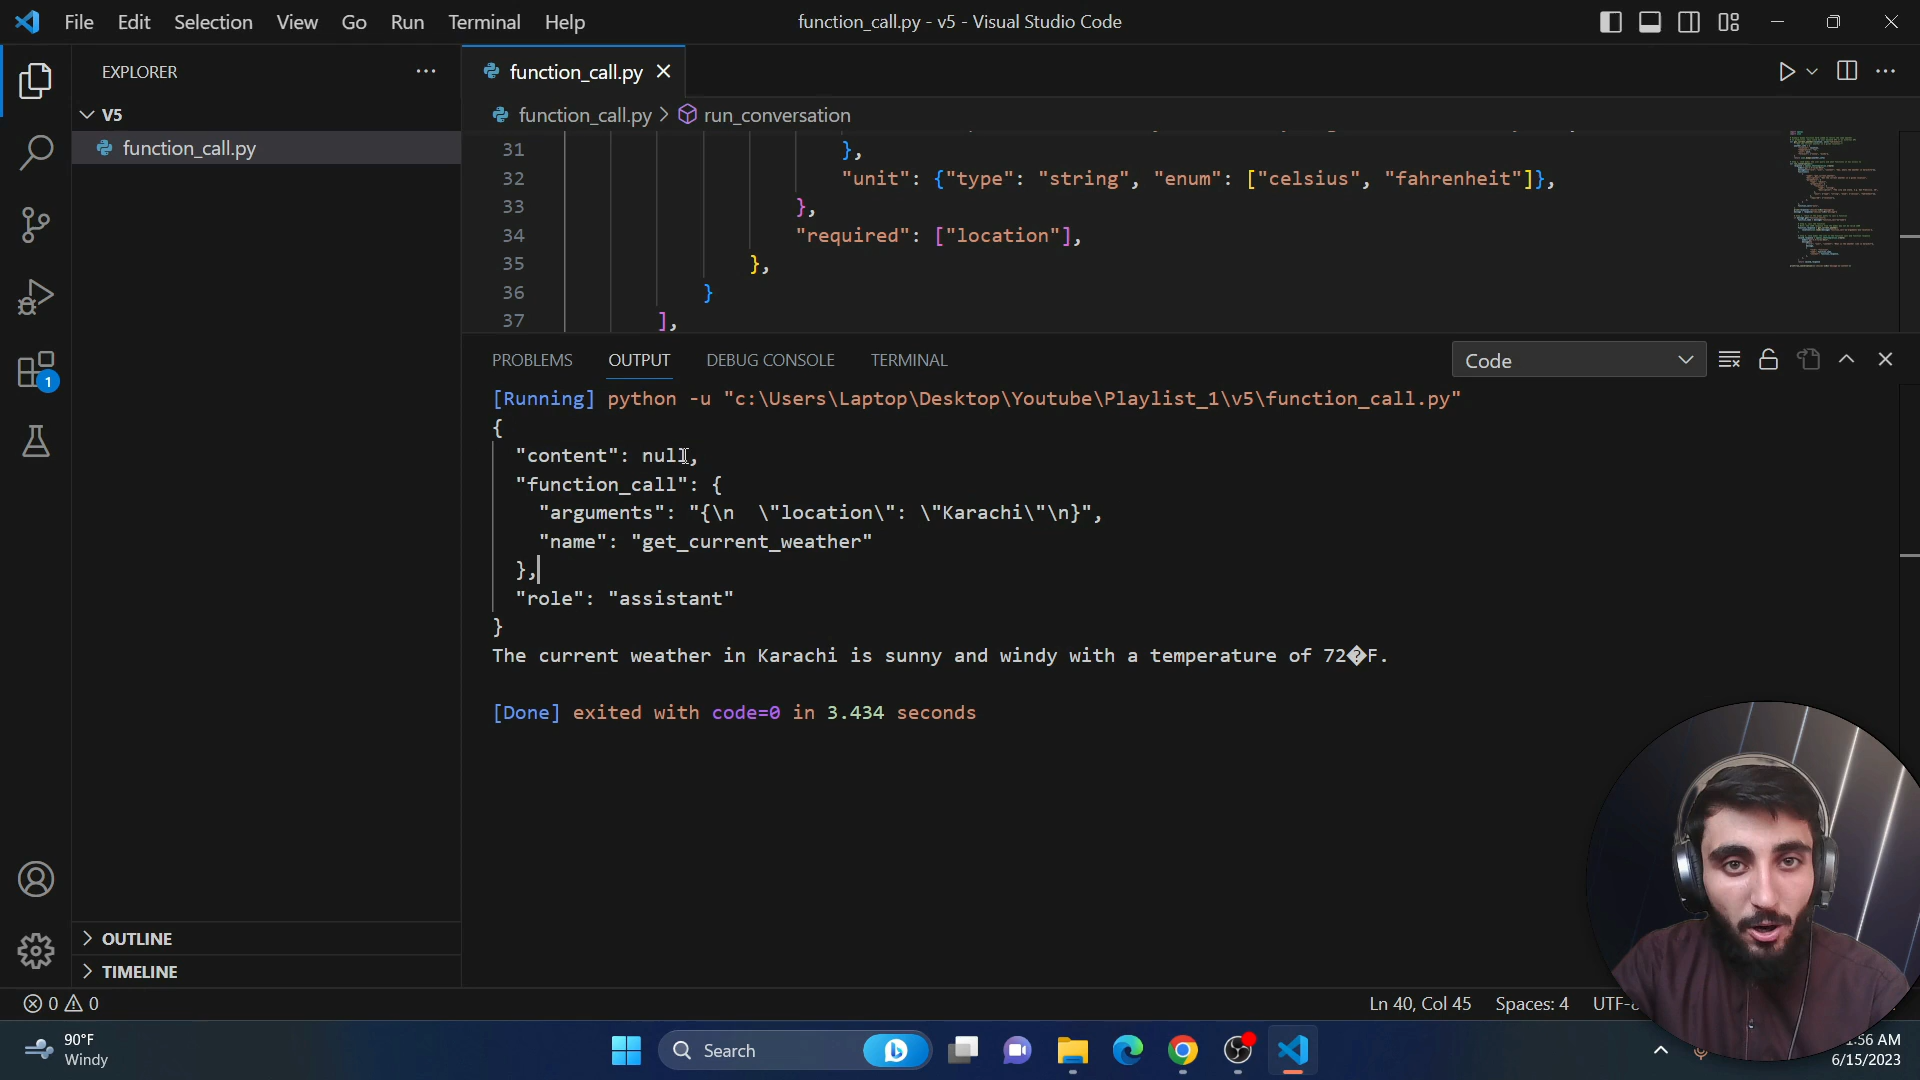 File Edit Selection View Go Run Terminal Help
function_call.py - v5 - Visual Studio Code
EXPLORER
V5
function_call.py
function_call.py
function_call.py > run_conversation
31 },
32 "unit": {"type": "string", "enum": ["celsius", "fahrenheit"]},
33 },
34 "required": ["location"],
35 },
36 }
37 ],
PROBLEMS OUTPUT DEBUG CONSOLE TERMINAL
Code
[Running] python -u "c:\Users\Laptop\Desktop\Youtube\Playlist_1\v5\function_call.py"
{
"content": null,
"function_call": {
"arguments": "{\n  \"location\": \"Karachi\"\n}",
"name": "get_current_weather"
},
"role": "assistant"
}
The current weather in Karachi is sunny and windy with a temperature of 72�F.
[Done] exited with code=0 in 3.434 seconds
1
OUTLINE
TIMELINE
0 0
Ln 40, Col 45 Spaces: 4
90°F
Windy
Search
:56 AM
6/15/2023